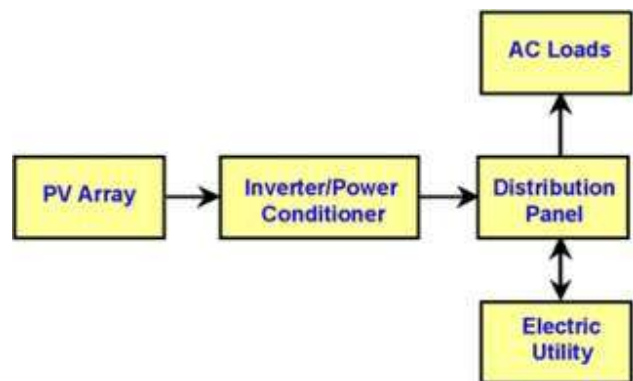 AC Loads
PV Array
Inverter/Power
Conditioner
Distribution
Panel
Electric
Utility